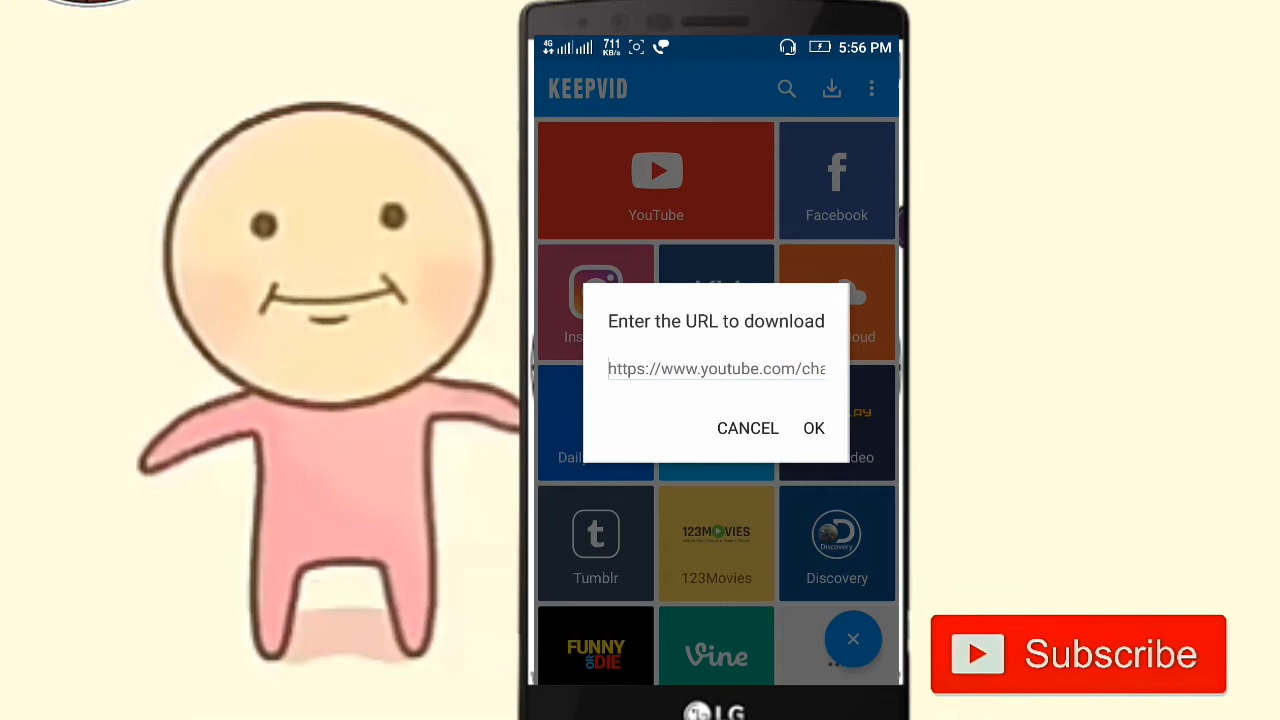 4G 711 KB/s 5:56 PM
KEEPVID
YouTube
Facebook
Enter the URL to download
https://www.youtube.com/cha
CANCEL OK
Tumblr
123MOVIES
123Movies
Discovery
Discovery
FUNNY
OR DIE
Vine
LG
Subscribe